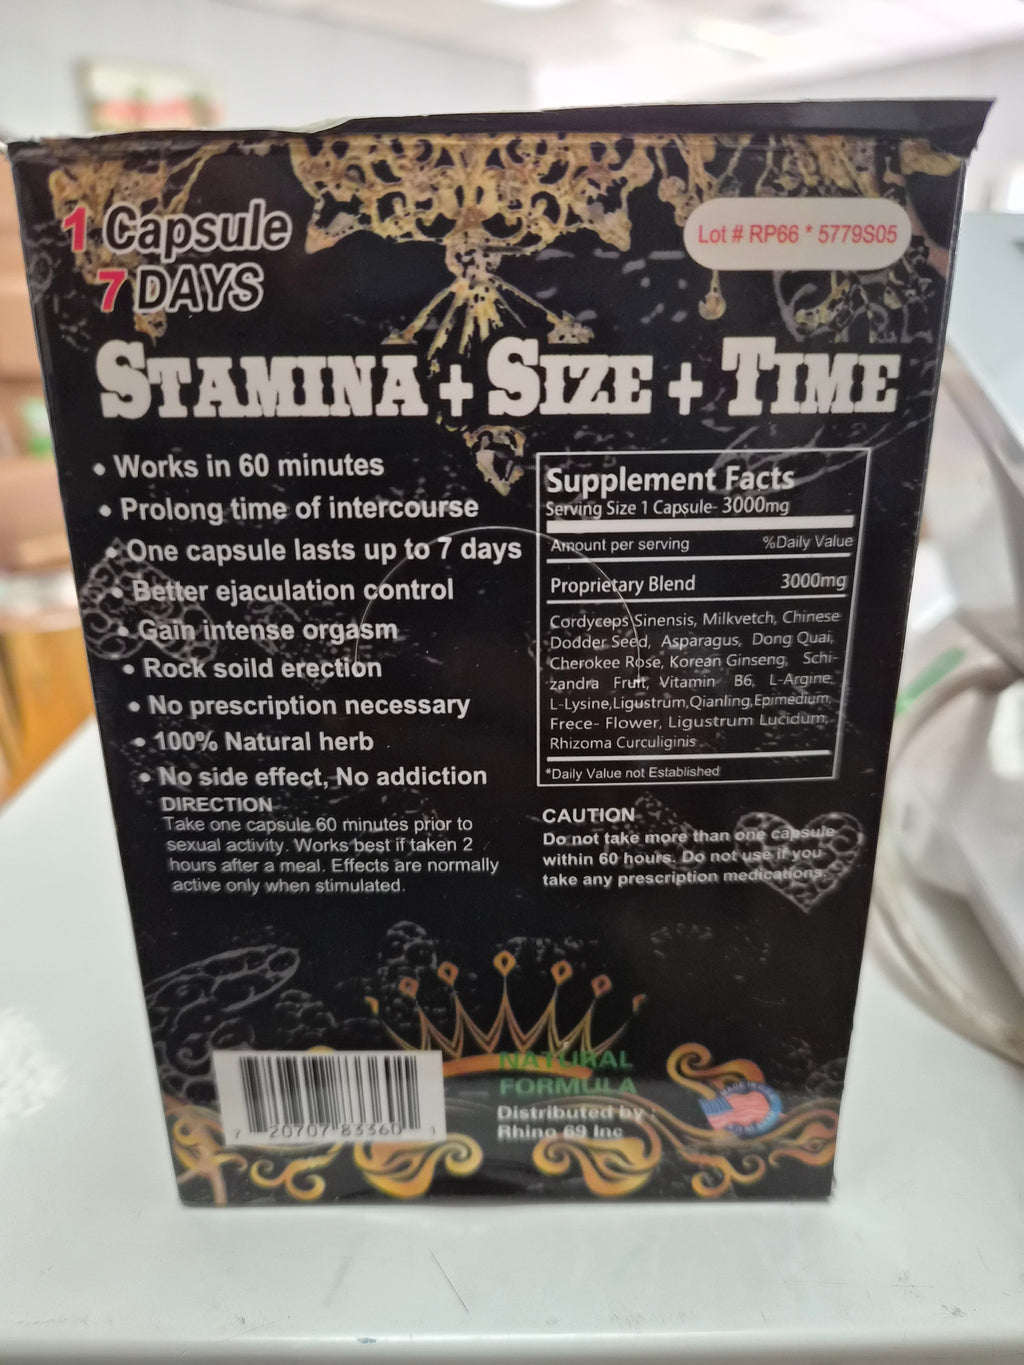 1 Capsule
7 DAYS
Lot # RP66 * 5779S05
STAMINA + SIZE + TIME
• Works in 60 minutes
• Prolong time of intercourse
• One capsule lasts up to 7 days
• Better ejaculation control
• Gain intense orgasm
• Rock soild erection
• No prescription necessary
• 100% Natural herb
• No side effect, No addiction
DIRECTION
Take one capsule 60 minutes prior to
sexual activity. Works best if taken 2
hours after a meal. Effects are normally
active only when stimulated.
Supplement Facts
Serving Size 1 Capsule- 3000mg
Amount per serving %Daily Value
Proprietary Blend 3000mg
Cordyceps Sinensis, Milkvetch, Chinese
Dodder Seed, Asparagus, Dong Quai,
Cherokee Rose, Korean Ginseng, Schi-
zandra Fruit, Vitamin B6, L-Argine,
L-Lysine,Ligustrum,Qianling,Epimedium,
Frece- Flower, Ligustrum Lucidum,
Rhizoma Curculiginis
*Daily Value not Established
CAUTION
Do not take more than one capsule
within 60 hours. Do not use if you
take any prescription medications.
7 20707 83360 1
NATURAL
FORMULA
Distributed by :
Rhino 69 Inc